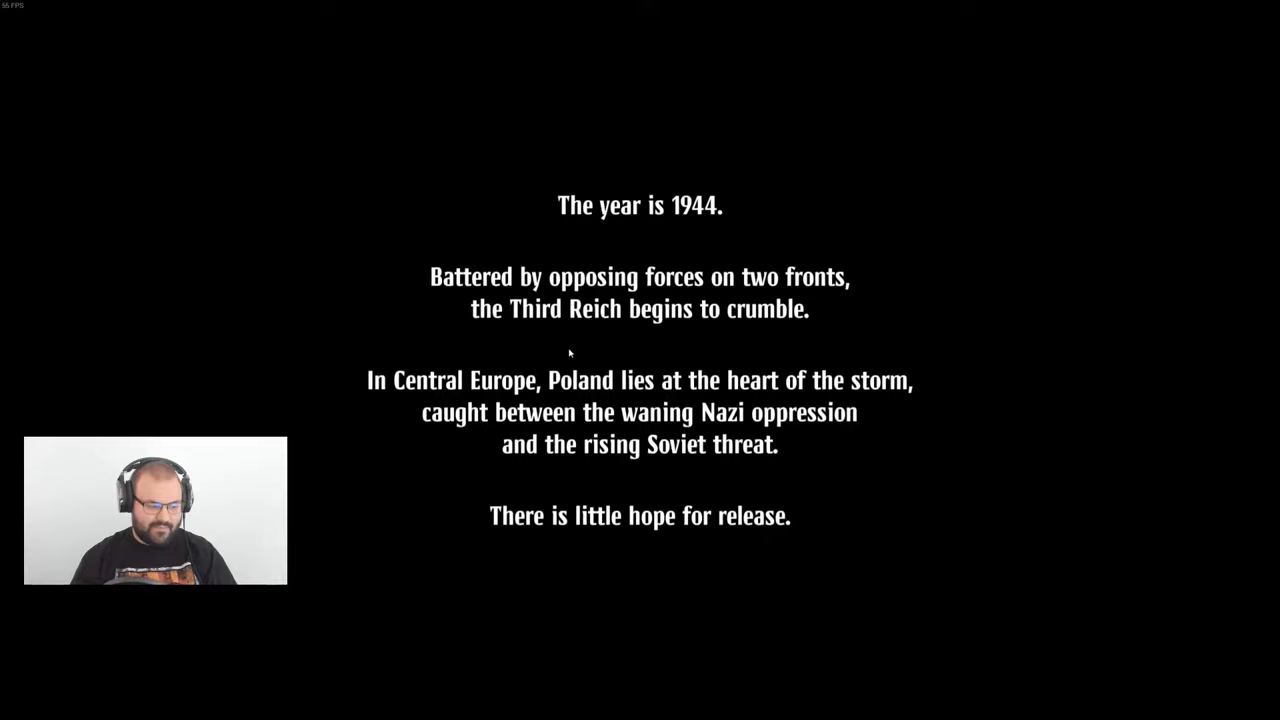 55 FPS
The year is 1944.
Battered by opposing forces on two fronts,
the Third Reich begins to crumble.
In Central Europe, Poland lies at the heart of the storm,
caught between the waning Nazi oppression
and the rising Soviet threat.
There is little hope for release.